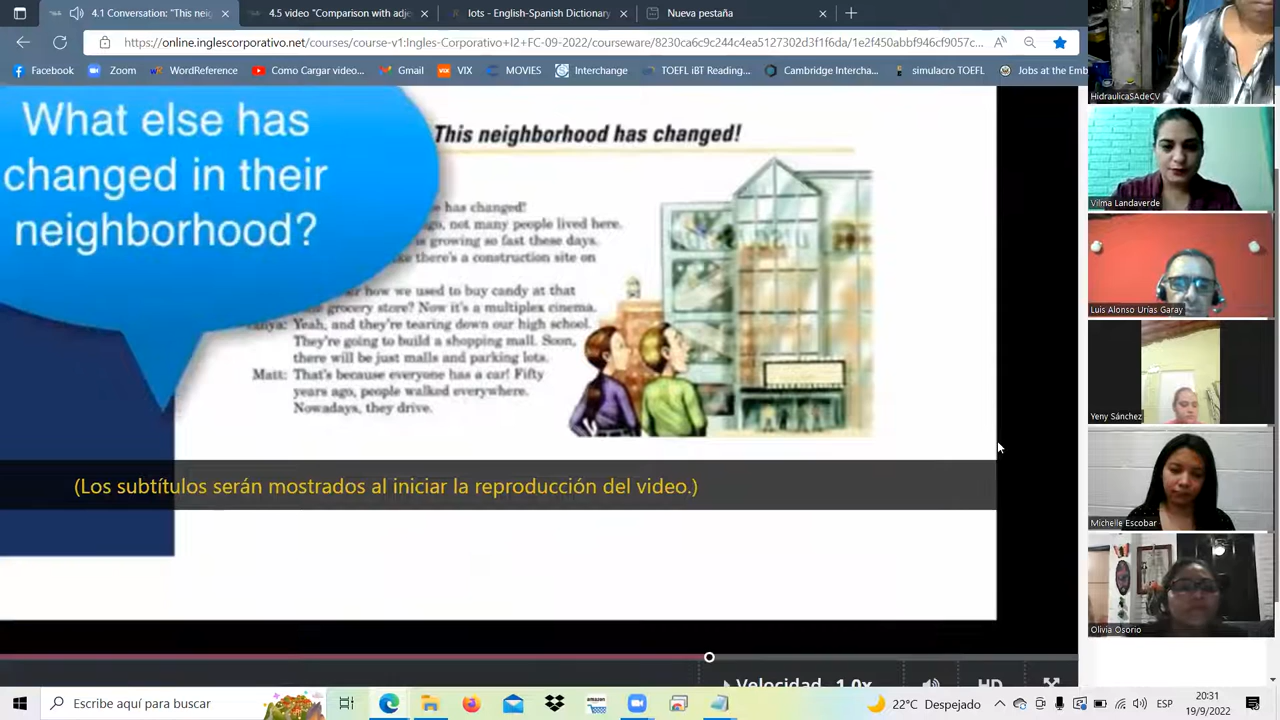 4.1 Conversation: "This nei
4.5 video "Comparison with adje
lots - English-Spanish Dictionary
Nueva pestaña
https://online.inglescorporativo.net/courses/course-v1:Ingles-Corporativo+I2+FC-09-2022/courseware/8230ca6c9c244c4ea5127302d3f1f6da/1e2f450abbf946cf9057c...
Facebook Zoom WordReference Como Cargar video... Gmail VIX MOVIES Interchange TOEFL iBT Reading... Cambridge Intercha... simulacro TOEFL Jobs at the Emb
What else has
changed in their
neighborhood?
This neighborhood has changed!
has changed!
go, not many people lived here.
is growing so fast these days.
there's a construction site on
how we used to buy candy at that
grocery store? Now it's a multiplex cinema.
Yeah, and they're tearing down our high school.
They're going to build a shopping mall. Soon,
there will be just malls and parking lots.
Matt: That's because everyone has a car! Fifty
years ago, people walked everywhere.
Nowadays, they drive.
(Los subtítulos serán mostrados al iniciar la reproducción del video.)
Velocidad 1.0x HD
HidraulicaSAdeCV
Vilma Landaverde
Luis Alonso Urías Garay
Yeny Sánchez
Michelle Escobar
Olivia Osorio
Escribe aquí para buscar
amazon
22°C Despejado
ESP
20:31
19/9/2022